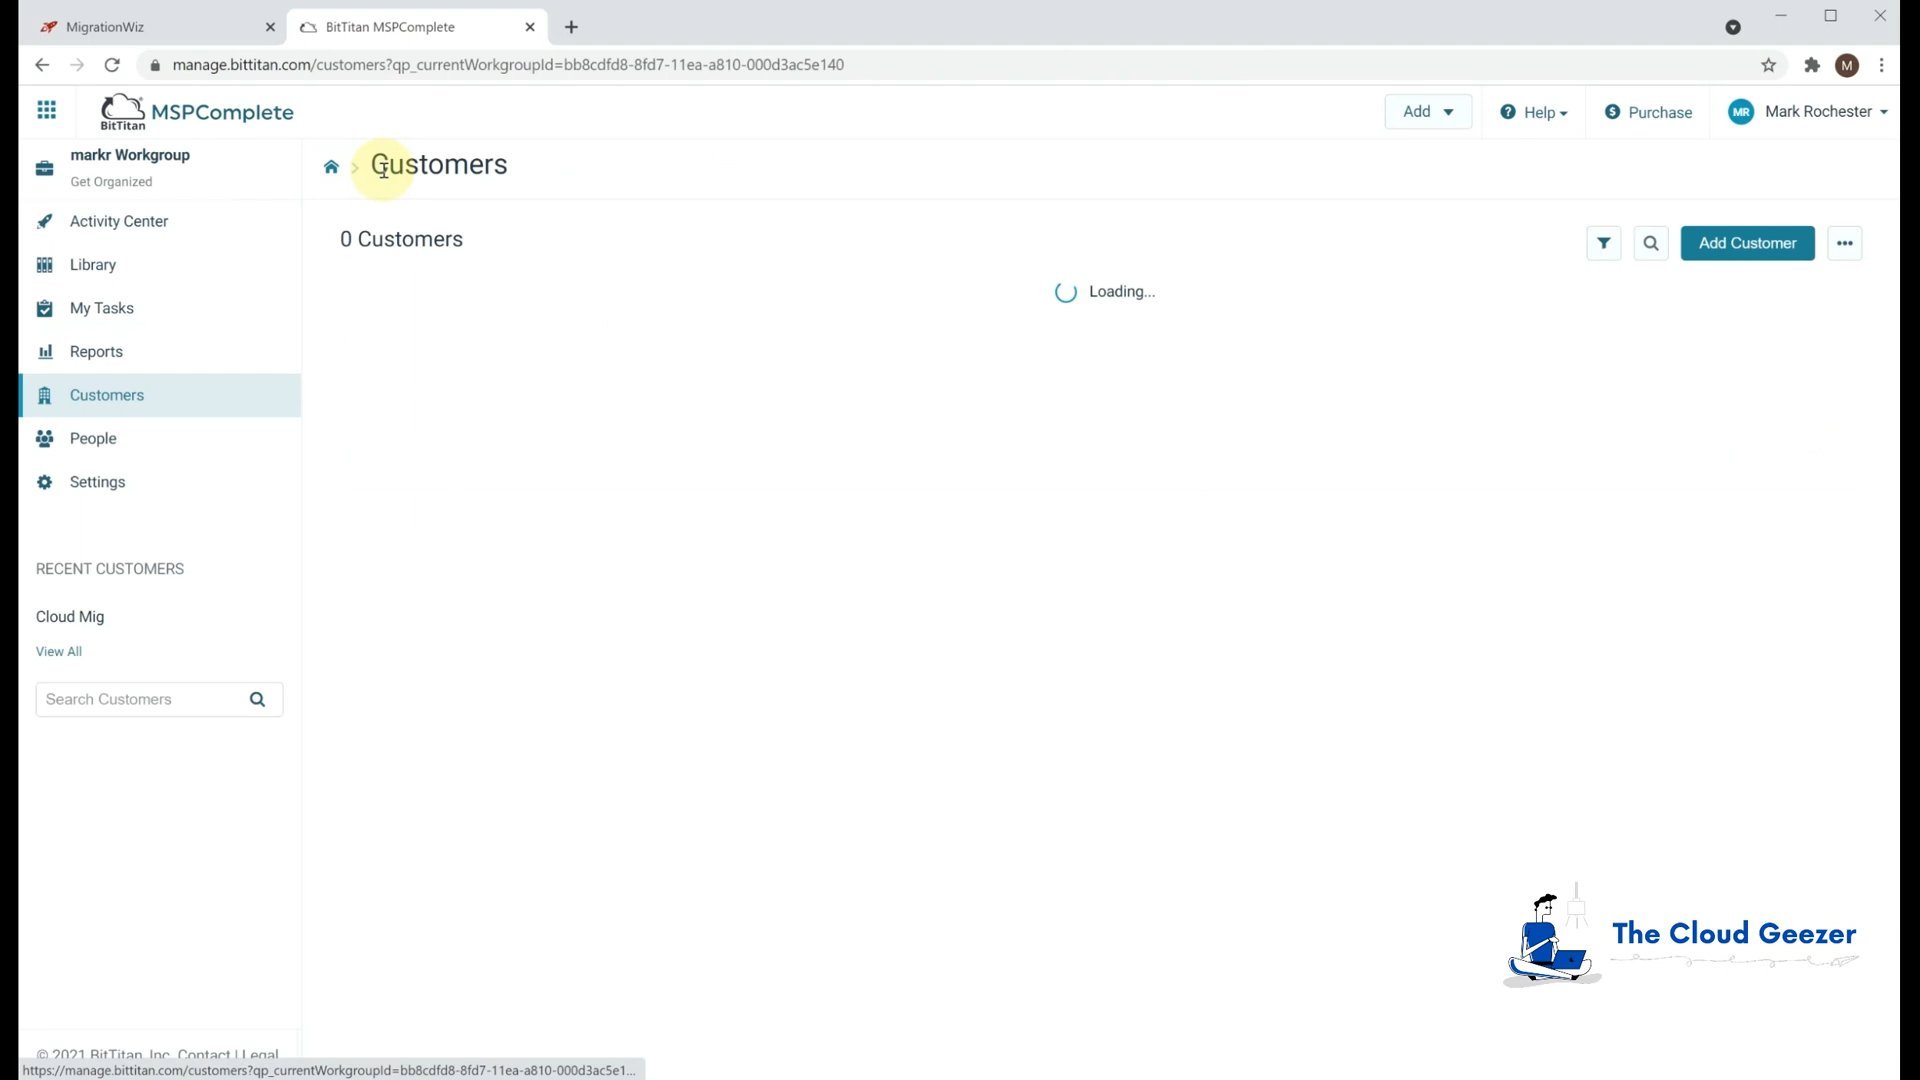 MigrationWiz
BitTitan MSPComplete
manage.bittitan.com/customers?qp_currentWorkgroupId=bb8cdfd8-8fd7-11ea-a810-000d3ac5e140
M
BitTitan MSPComplete
Add
Help
Purchase
MR
Mark Rochester
markr Workgroup
Get Organized
Customers
Activity Center
Library
My Tasks
Reports
Customers
People
Settings
0 Customers
Add Customer
Loading...
RECENT CUSTOMERS
Cloud Mig
View All
Search Customers
The Cloud Geezer
© 2021 BitTitan, Inc. Contact | Legal
https://manage.bittitan.com/customers?qp_currentWorkgroupId=bb8cdfd8-8fd7-11ea-a810-000d3ac5e1...